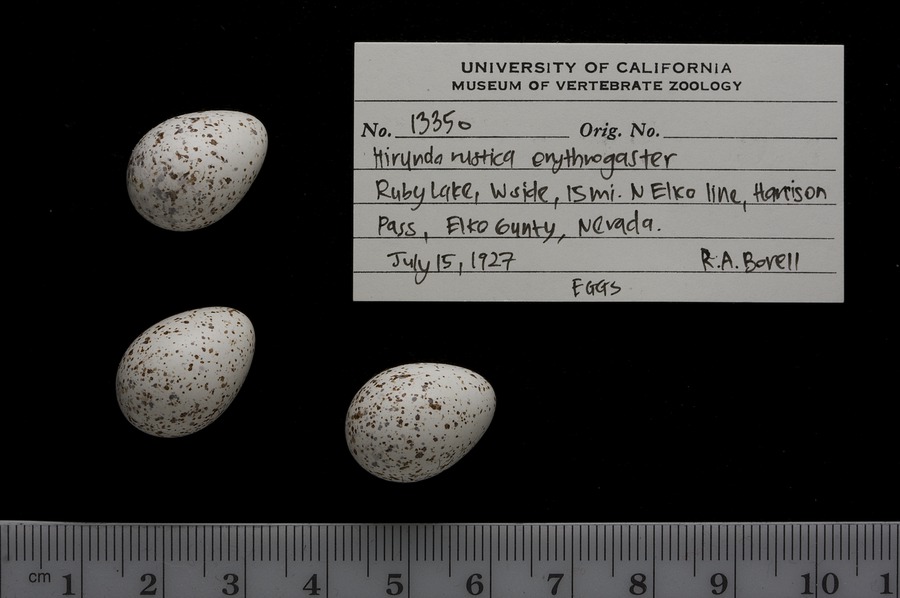 UNIVERSITY OF CALIFORNIA
MUSEUM OF VERTEBRATE ZOOLOGY
No. 13350 Orig. No.
Hirundo rustica erythrogaster
Ruby Lake, W side, 15 mi. N Elko line, Harrison
Pass, Elko County, Nevada.
July 15, 1927 R.A. Borell
EGGS
cm 1 2 3 4 5 6 7 8 9 10 1